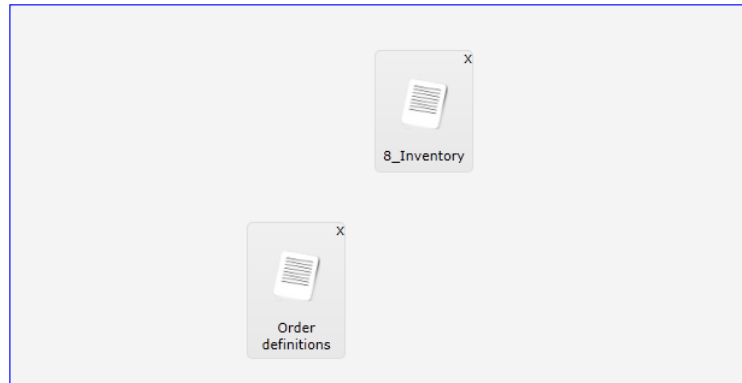 X
8_Inventory
X
Order
definitions